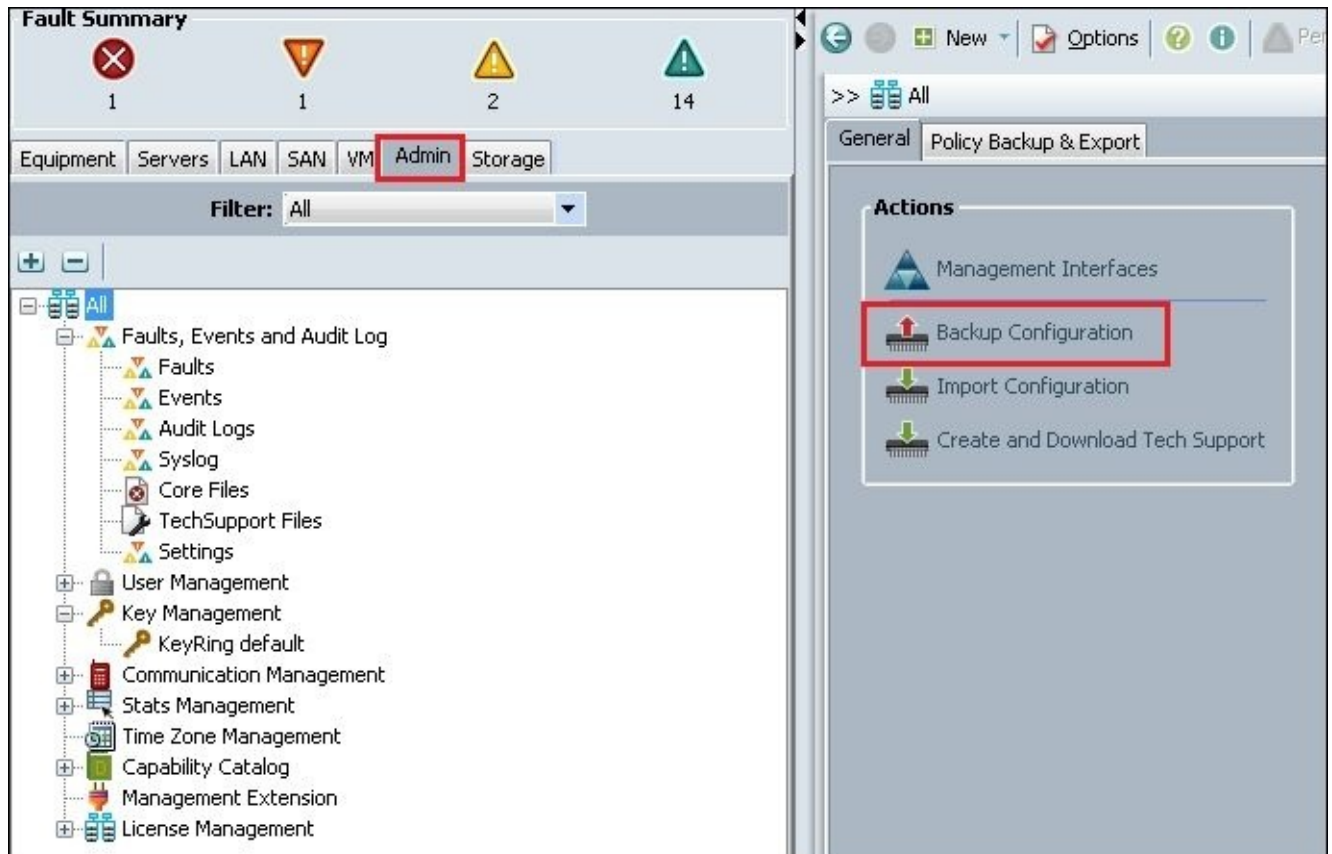 Fault Summary
1 1 2 14
Equipment Servers LAN SAN VM Admin Storage
Filter: All
All
Faults, Events and Audit Log
Faults
Events
Audit Logs
Syslog
Core Files
TechSupport Files
Settings
User Management
Key Management
KeyRing default
Communication Management
Stats Management
Time Zone Management
Capability Catalog
Management Extension
License Management
New Options
>> All
General Policy Backup & Export
Actions
Management Interfaces
Backup Configuration
Import Configuration
Create and Download Tech Support